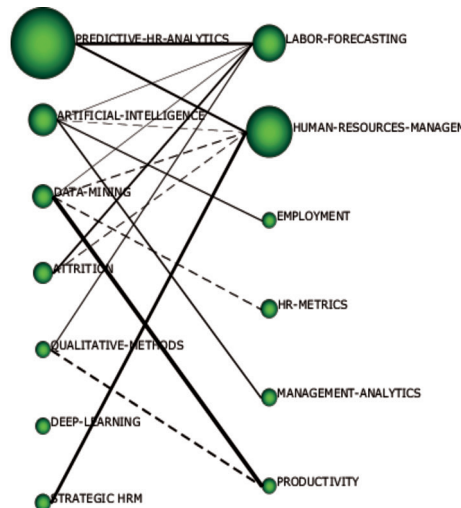 PREDICTIVE-HR-ANALYTICS
LABOR-FORECASTING
ARTIFICIAL-INTELLIGENCE
HUMAN-RESOURCES-MANAGEM
DATA-MINING
EMPLOYMENT
ATTRITION
HR-METRICS
QUALITATIVE-METHODS
MANAGEMENT-ANALYTICS
DEEP-LEARNING
PRODUCTIVITY
STRATEGIC HRM